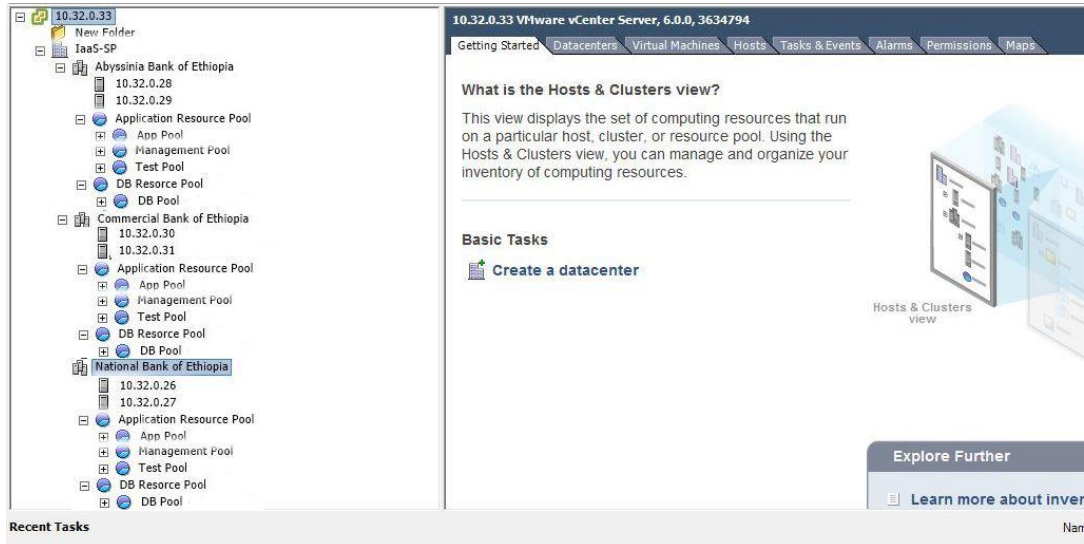 10.32.0.33
New Folder
IaaS-SP
Abyssinia Bank of Ethiopia
10.32.0.28
10.32.0.29
Application Resource Pool
App Pool
Management Pool
Test Pool
DB Resorce Pool
DB Pool
Commercial Bank of Ethiopia
10.32.0.30
10.32.0.31
Application Resource Pool
App Pool
Management Pool
Test Pool
DB Resorce Pool
DB Pool
National Bank of Ethiopia
10.32.0.26
10.32.0.27
Application Resource Pool
App Pool
Management Pool
Test Pool
DB Resorce Pool
DB Pool
10.32.0.33 VMware vCenter Server, 6.0.0, 3634794
Getting Started Datacenters Virtual Machines Hosts Tasks & Events Alarms Permissions Maps
What is the Hosts & Clusters view?
This view displays the set of computing resources that run
on a particular host, cluster, or resource pool. Using the
Hosts & Clusters view, you can manage and organize your
inventory of computing resources.
Basic Tasks
Create a datacenter
Hosts & Clusters
view
Explore Further
Learn more about inver
Recent Tasks
Nam